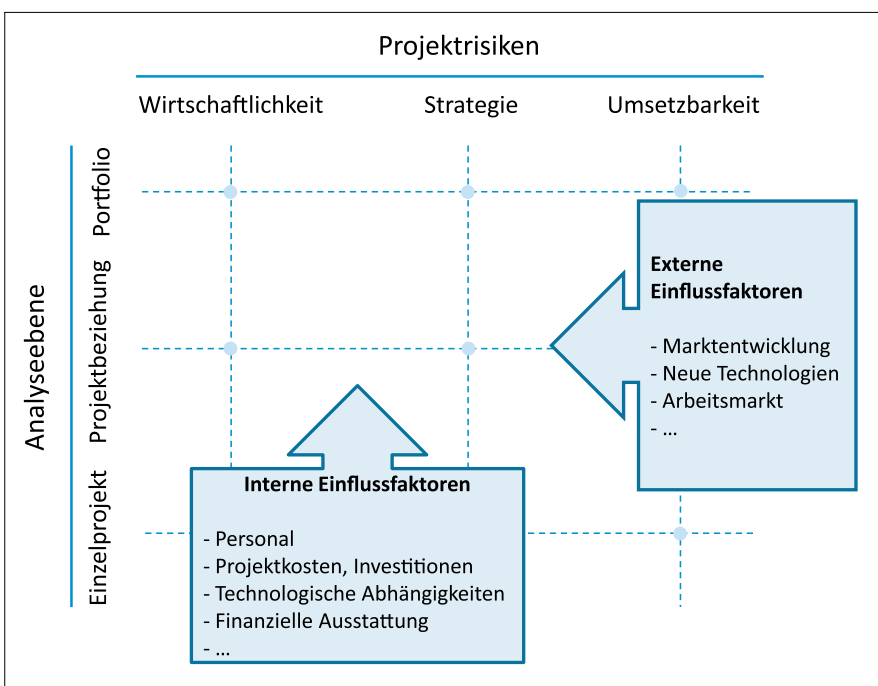 Projektrisiken
Wirtschaftlichkeit
Strategie
Umsetzbarkeit
Analyseebene
Portfolio
Projektbeziehung
Einzelprojekt
Externe
Einflussfaktoren
- Marktentwicklung
- Neue Technologien
- Arbeitsmarkt
- ...
Interne Einflussfaktoren
- Personal
- Projektkosten, Investitionen
- Technologische Abhängigkeiten
- Finanzielle Ausstattung
- ...